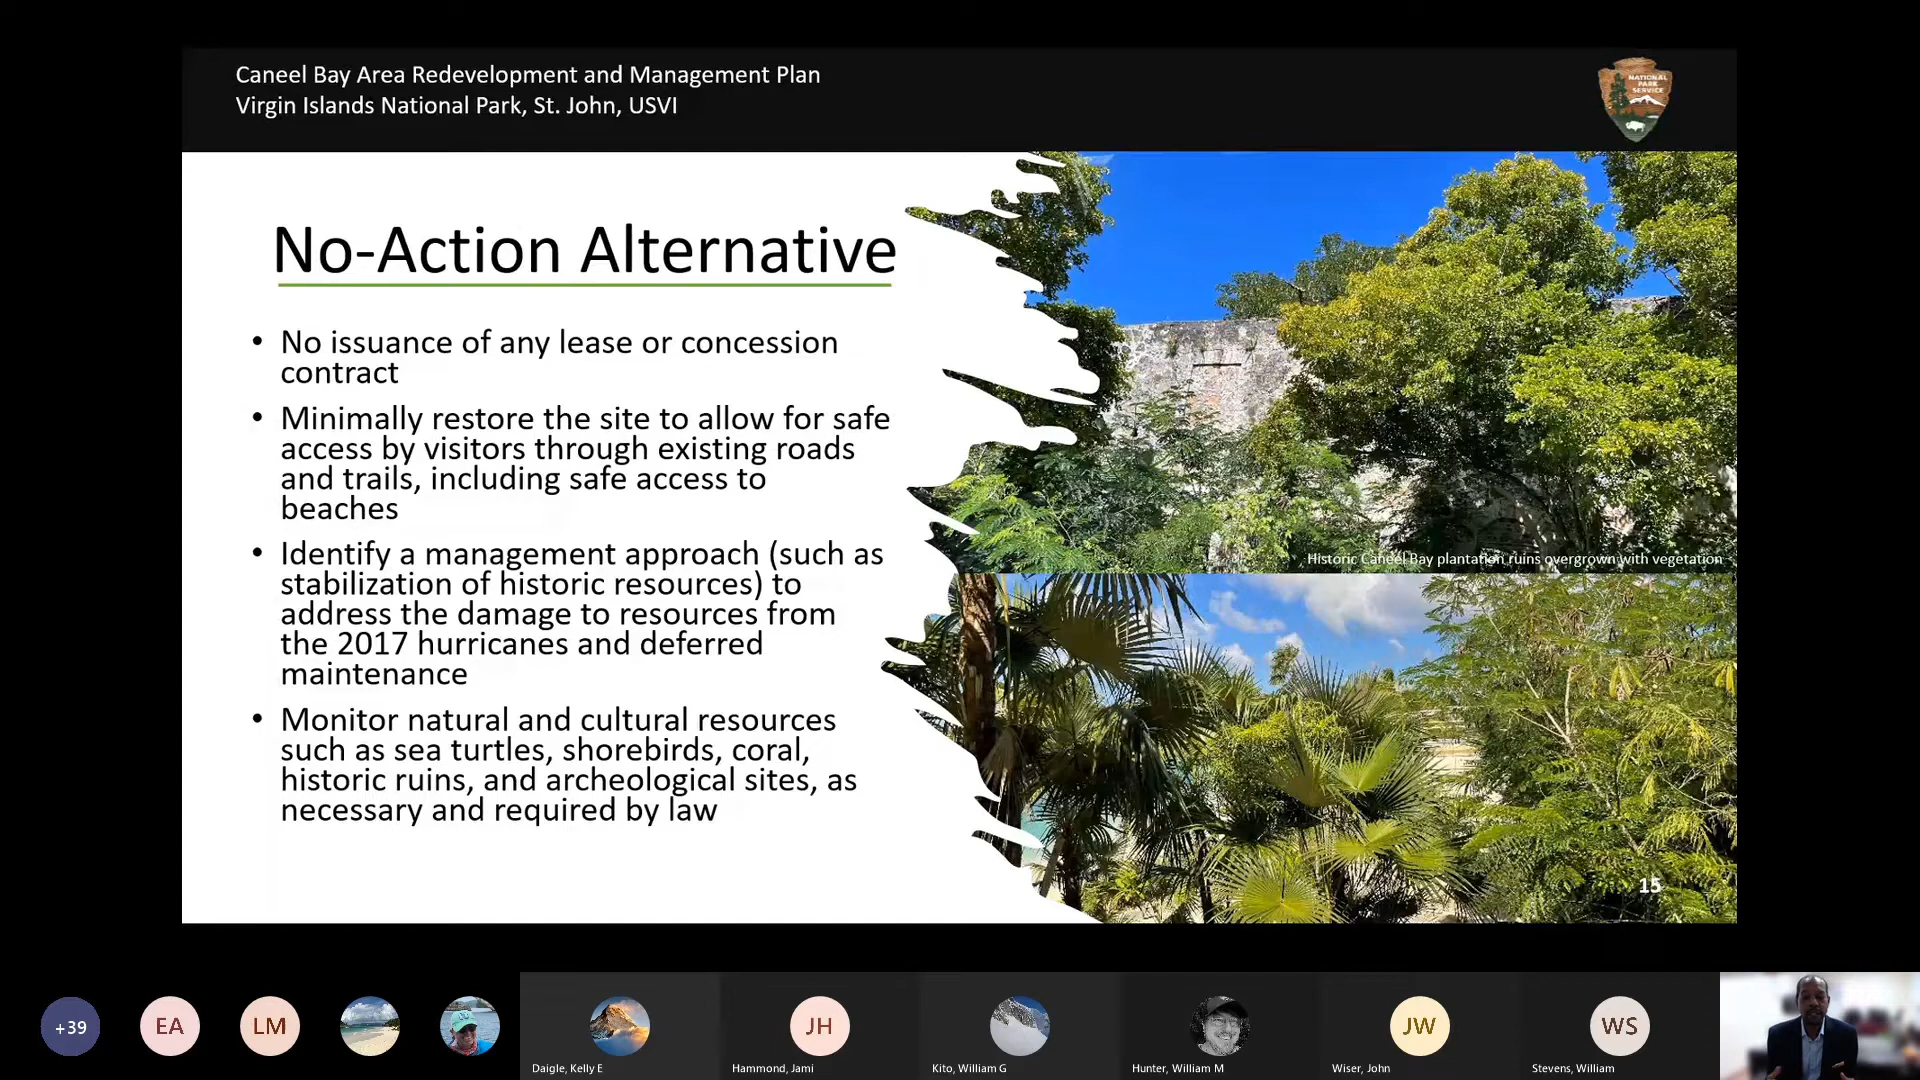 Caneel Bay Area Redevelopment and Management Plan
Virgin Islands National Park, St. John, USVI
NATIONAL
PARK
SERVICE
No-Action Alternative
• No issuance of any lease or concession
contract
• Minimally restore the site to allow for safe
access by visitors through existing roads
and trails, including safe access to
beaches
• Identify a management approach (such as
stabilization of historic resources) to
address the damage to resources from
the 2017 hurricanes and deferred
maintenance
• Monitor natural and cultural resources
such as sea turtles, shorebirds, coral,
historic ruins, and archeological sites, as
necessary and required by law
Historic Caneel Bay plantation ruins overgrown with vegetation
15
+39
EA
LM
JH
JW
WS
Daigle, Kelly E
Hammond, Jami
Kito, William G
Hunter, William M
Wiser, John
Stevens, William